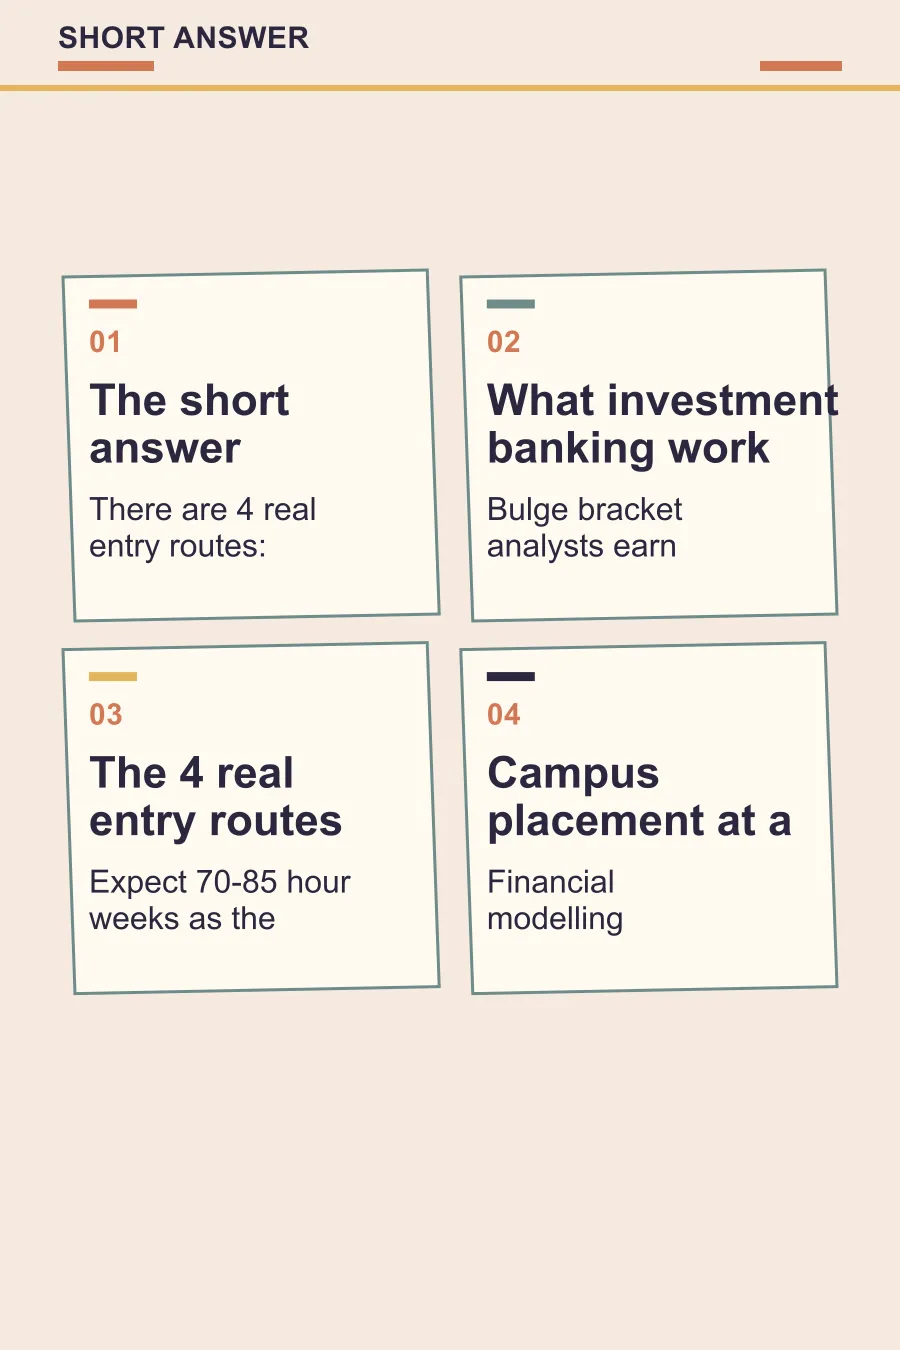 SHORT ANSWER
01
The short
answer
There are 4 real
entry routes:
02
What investment
banking work
Bulge bracket
analysts earn
03
The 4 real
entry routes
Expect 70-85 hour
weeks as the
04
Campus
placement at a
Financial
modelling